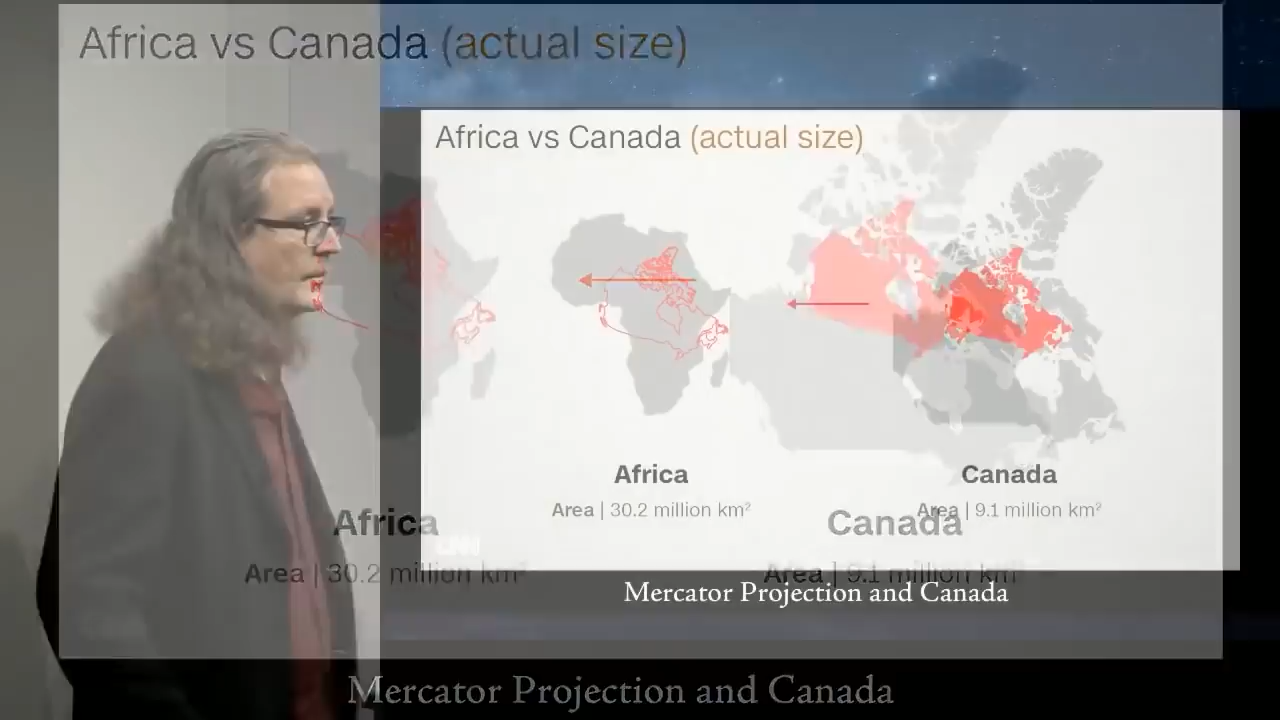 Africa vs Canada (actual size)
Africa vs Canada (actual size)
Africa
Area | 30.2 million km²
Canada
Area | 9.1 million km²
Africa
Area | 30.2 million km²
Canada
Area | 9.1 million km²
CNN
Mercator Projection and Canada
Mercator Projection and Canada